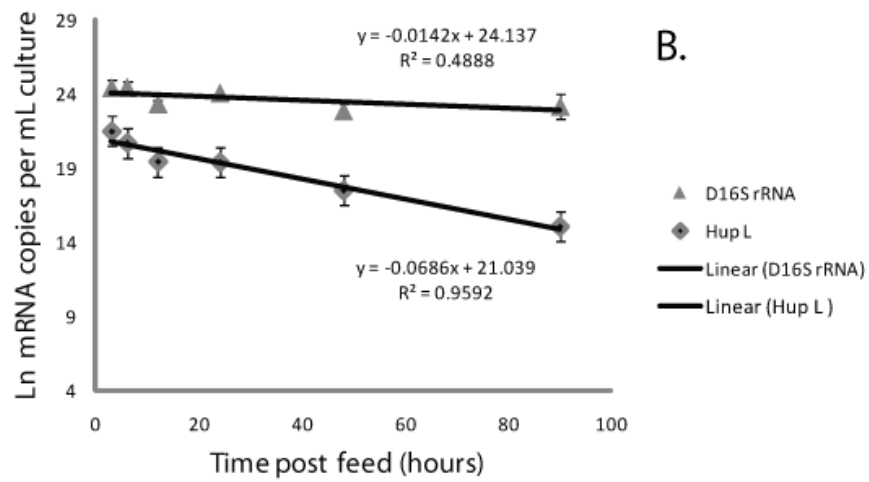 Ln mRNA copies per mL culture
29
24
19
14
9
4
y = -0.0142x + 24.137
R² = 0.4888
y = -0.0686x + 21.039
R² = 0.9592
0 20 40 60 80 100
Time post feed (hours)
B.
D16S rRNA
Hup L
Linear (D16S rRNA)
Linear (Hup L )